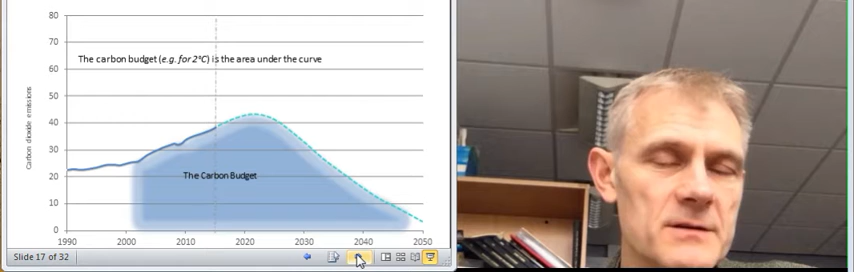 80
70
The carbon budget (e.g. for 2°C) is the area under the curve
60
50
40
30
20
10
0
Carbon dioxide emissions
The Carbon Budget
1990 2000 2010 2020 2030 2040 2050
Slide 17 of 32